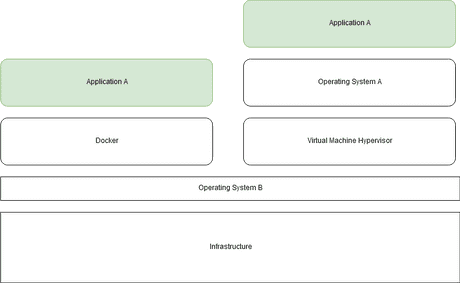 Application A
Application A
Operating System A
Docker
Virtual Machine Hypervisor
Operating System B
Infrastructure